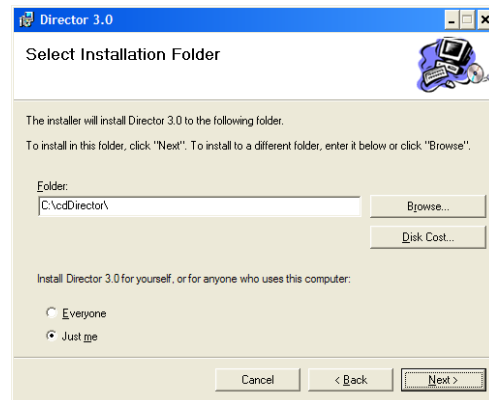 Director 3.0
Select Installation Folder
The installer will install Director 3.0 to the following folder.
To install in this folder, click "Next". To install to a different folder, enter it below or click "Browse".
Folder:
C:\cdDirector\
Browse...
Disk Cost...
Install Director 3.0 for yourself, or for anyone who uses this computer:
Everyone
Just me
Cancel
< Back
Next >